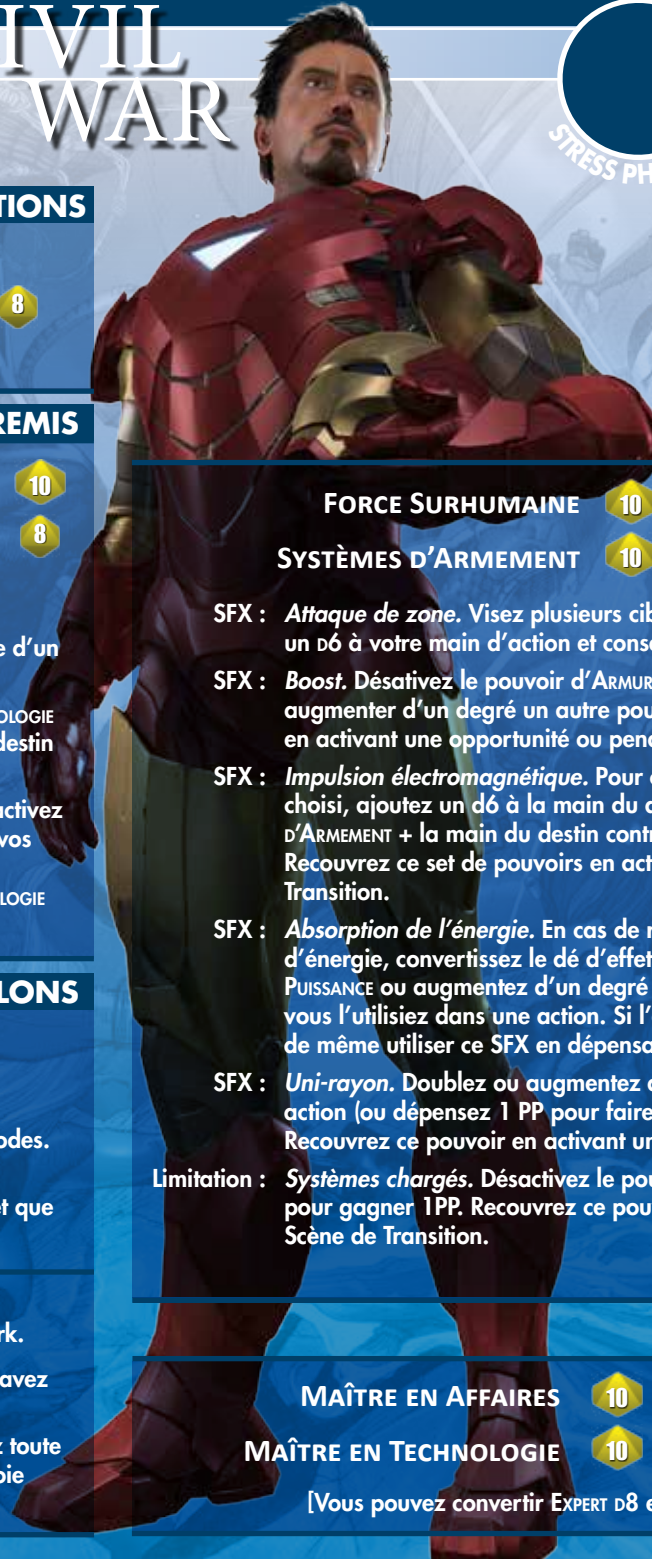 IVIL
WAR
STRESS PH
TIONS
8
REMIS
10
8
e d'un
OLOGIE
destin
activez
vos
LOGIE
LONS
odes.
et que
rk.
avez
z toute
oie
FORCE SURHUMAINE 10
SYSTÈMES D'ARMEMENT 10
SFX : Attaque de zone. Visez plusieurs cib
un D6 à votre main d'action et conse
SFX : Boost. Désativez le pouvoir d'ARMUR
augmenter d'un degré un autre pou
en activant une opportunité ou penc
SFX : Impulsion électromagnétique. Pour
choisi, ajoutez un d6 à la main du
D'ARMEMENT + la main du destin contr
Recouvrez ce set de pouvoirs en act
Transition.
SFX : Absorption de l'énergie. En cas de r
d'énergie, convertissez le dé d'effet
PUISSANCE ou augmentez d'un degré
vous l'utilisiez dans une action. Si l'
de même utiliser ce SFX en dépensa
SFX : Uni-rayon. Doublez ou augmentez
action (ou dépensez 1 PP pour faire
Recouvrez ce pouvoir en activant un
Limitation : Systèmes chargés. Désactivez le pou
pour gagner 1PP. Recouvrez ce pou
Scène de Transition.
MAÎTRE EN AFFAIRES 10
MAÎTRE EN TECHNOLOGIE 10
[Vous pouvez convertir EXPERT D8 e